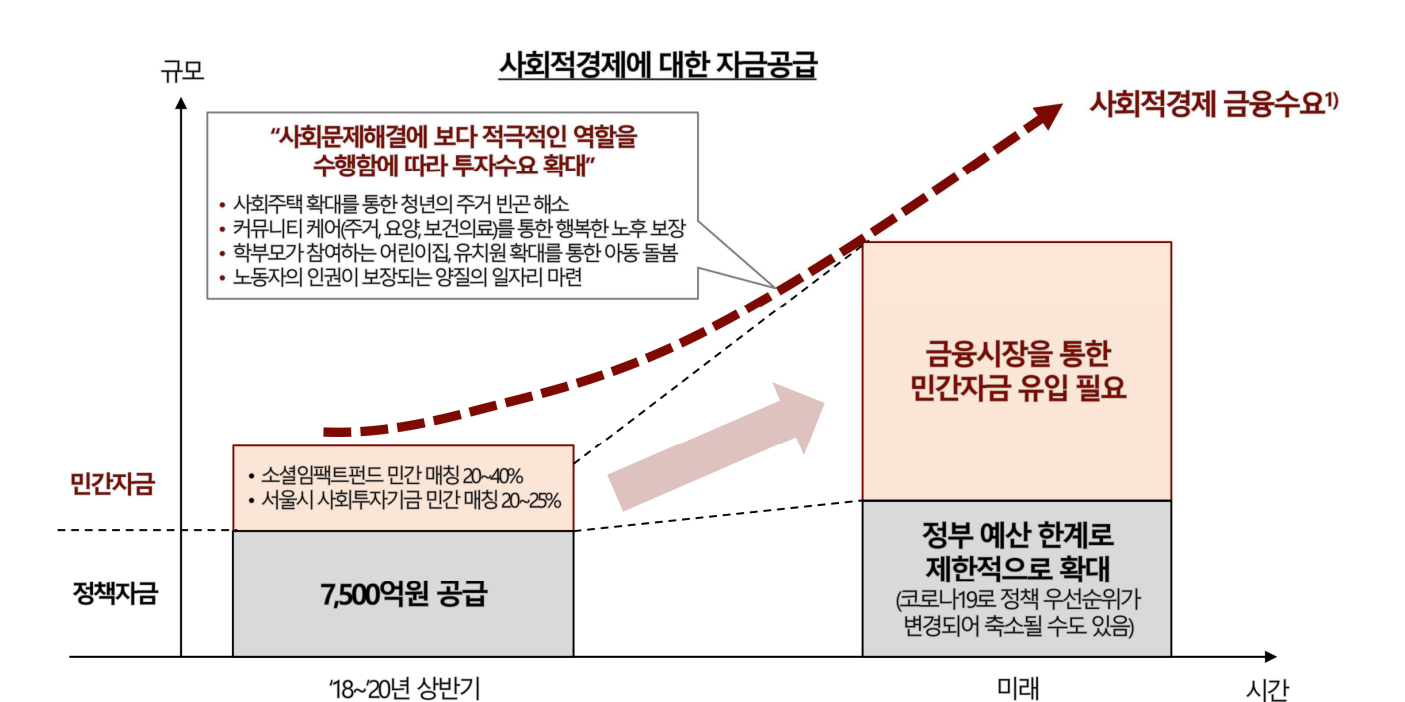 사회적경제에 대한 자금공급
규모
사회적경제 금융수요1)
“사회문제해결에 보다 적극적인 역할을
수행함에 따라 투자수요 확대”
• 사회주택 확대를 통한 청년의 주거 빈곤 해소
• 커뮤니티 케어(주거, 요양, 보건의료)를 통한 행복한 노후 보장
• 학부모가 참여하는 어린이집, 유치원 확대를 통한 아동 돌봄
• 노동자의 인권이 보장되는 양질의 일자리 마련
금융시장을 통한
민간자금 유입 필요
민간자금
• 소셜임팩트펀드 민간 매칭 20~40%
• 서울시 사회투자기금 민간 매칭 20~25%
정책자금
7,500억원 공급
정부 예산 한계로
제한적으로 확대
(코로나19로 정책 우선순위가
변경되어 축소될 수도 있음)
‘18~’20년 상반기
미래
시간